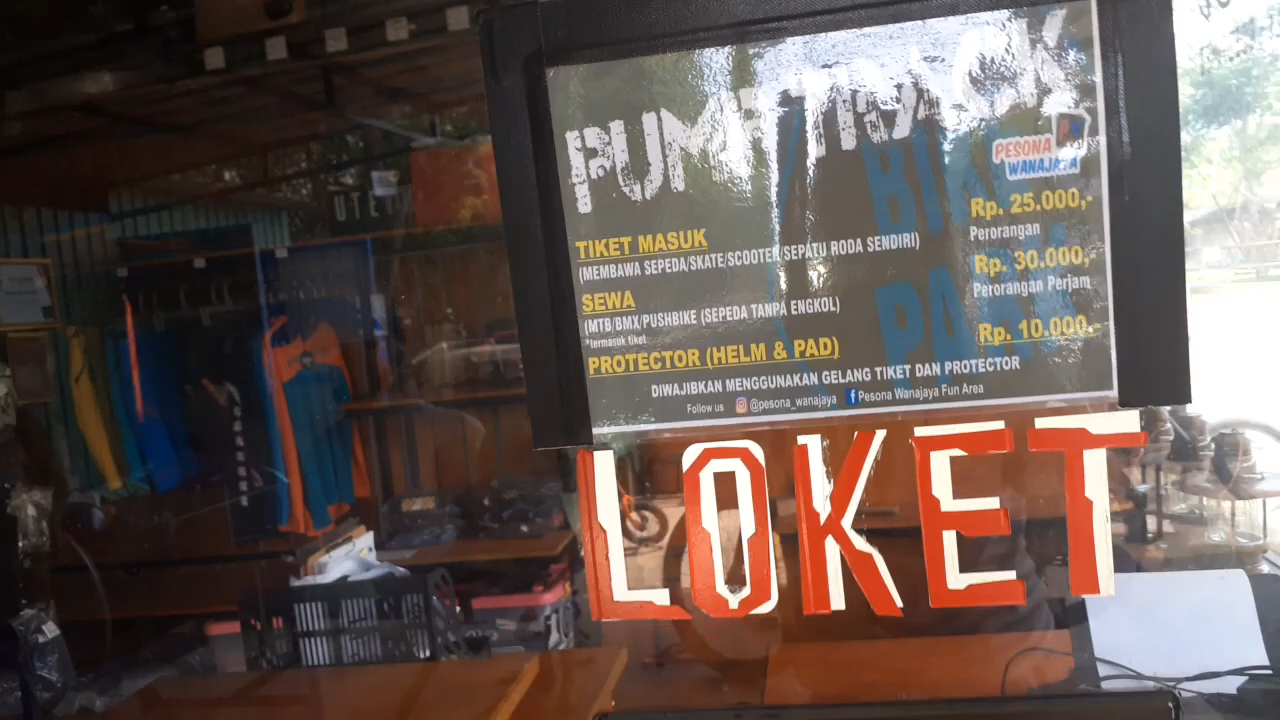 PUMPTRACK
BIKE
PARK
PESONA
WANAJAYA
TIKET MASUK
Rp. 25.000,-
(MEMBAWA SEPEDA/SKATE/SCOOTER/SEPATU RODA SENDIRI)
Perorangan
SEWA
Rp. 30.000,-
(MTB/BMX/PUSHBIKE (SEPEDA TANPA ENGKOL)
Perorangan Perjam
*termasuk tiket
PROTECTOR (HELM & PAD)
Rp. 10.000,-
DIWAJIBKAN MENGGUNAKAN GELANG TIKET DAN PROTECTOR
Follow us @pesona_wanajaya Pesona Wanajaya Fun Area
LOKET